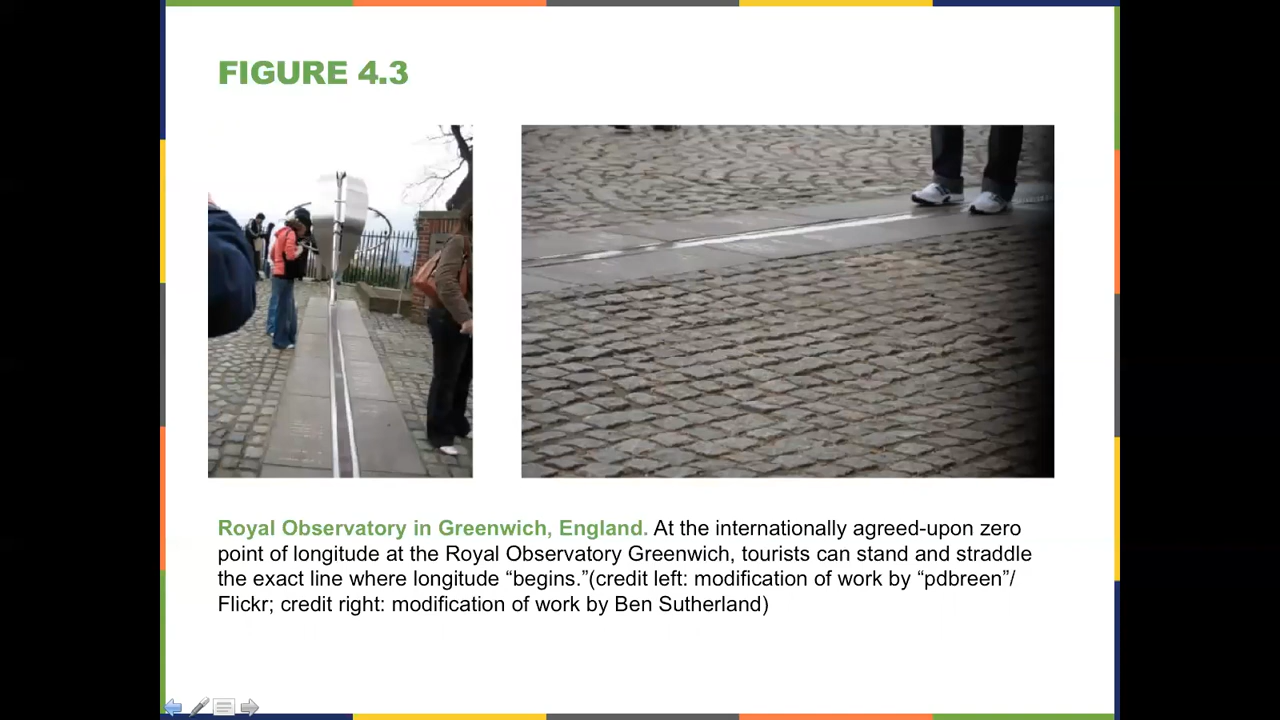 FIGURE 4.3
Royal Observatory in Greenwich, England. At the internationally agreed-upon zero
point of longitude at the Royal Observatory Greenwich, tourists can stand and straddle
the exact line where longitude “begins.”(credit left: modification of work by “pdbreen”/
Flickr; credit right: modification of work by Ben Sutherland)